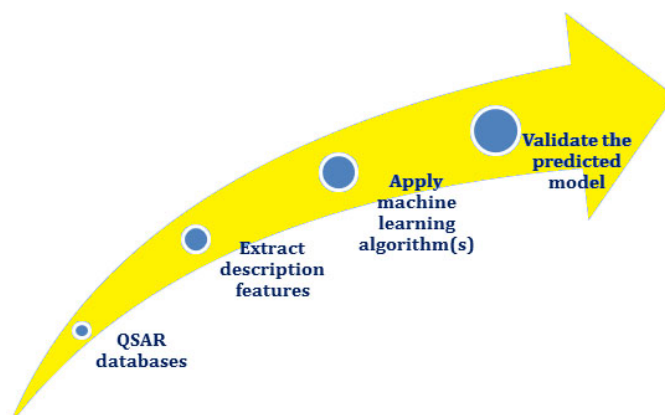 QSAR
databases
Extract
description
features
Apply
machine
learning
algorithm(s)
Validate the
predicted
model